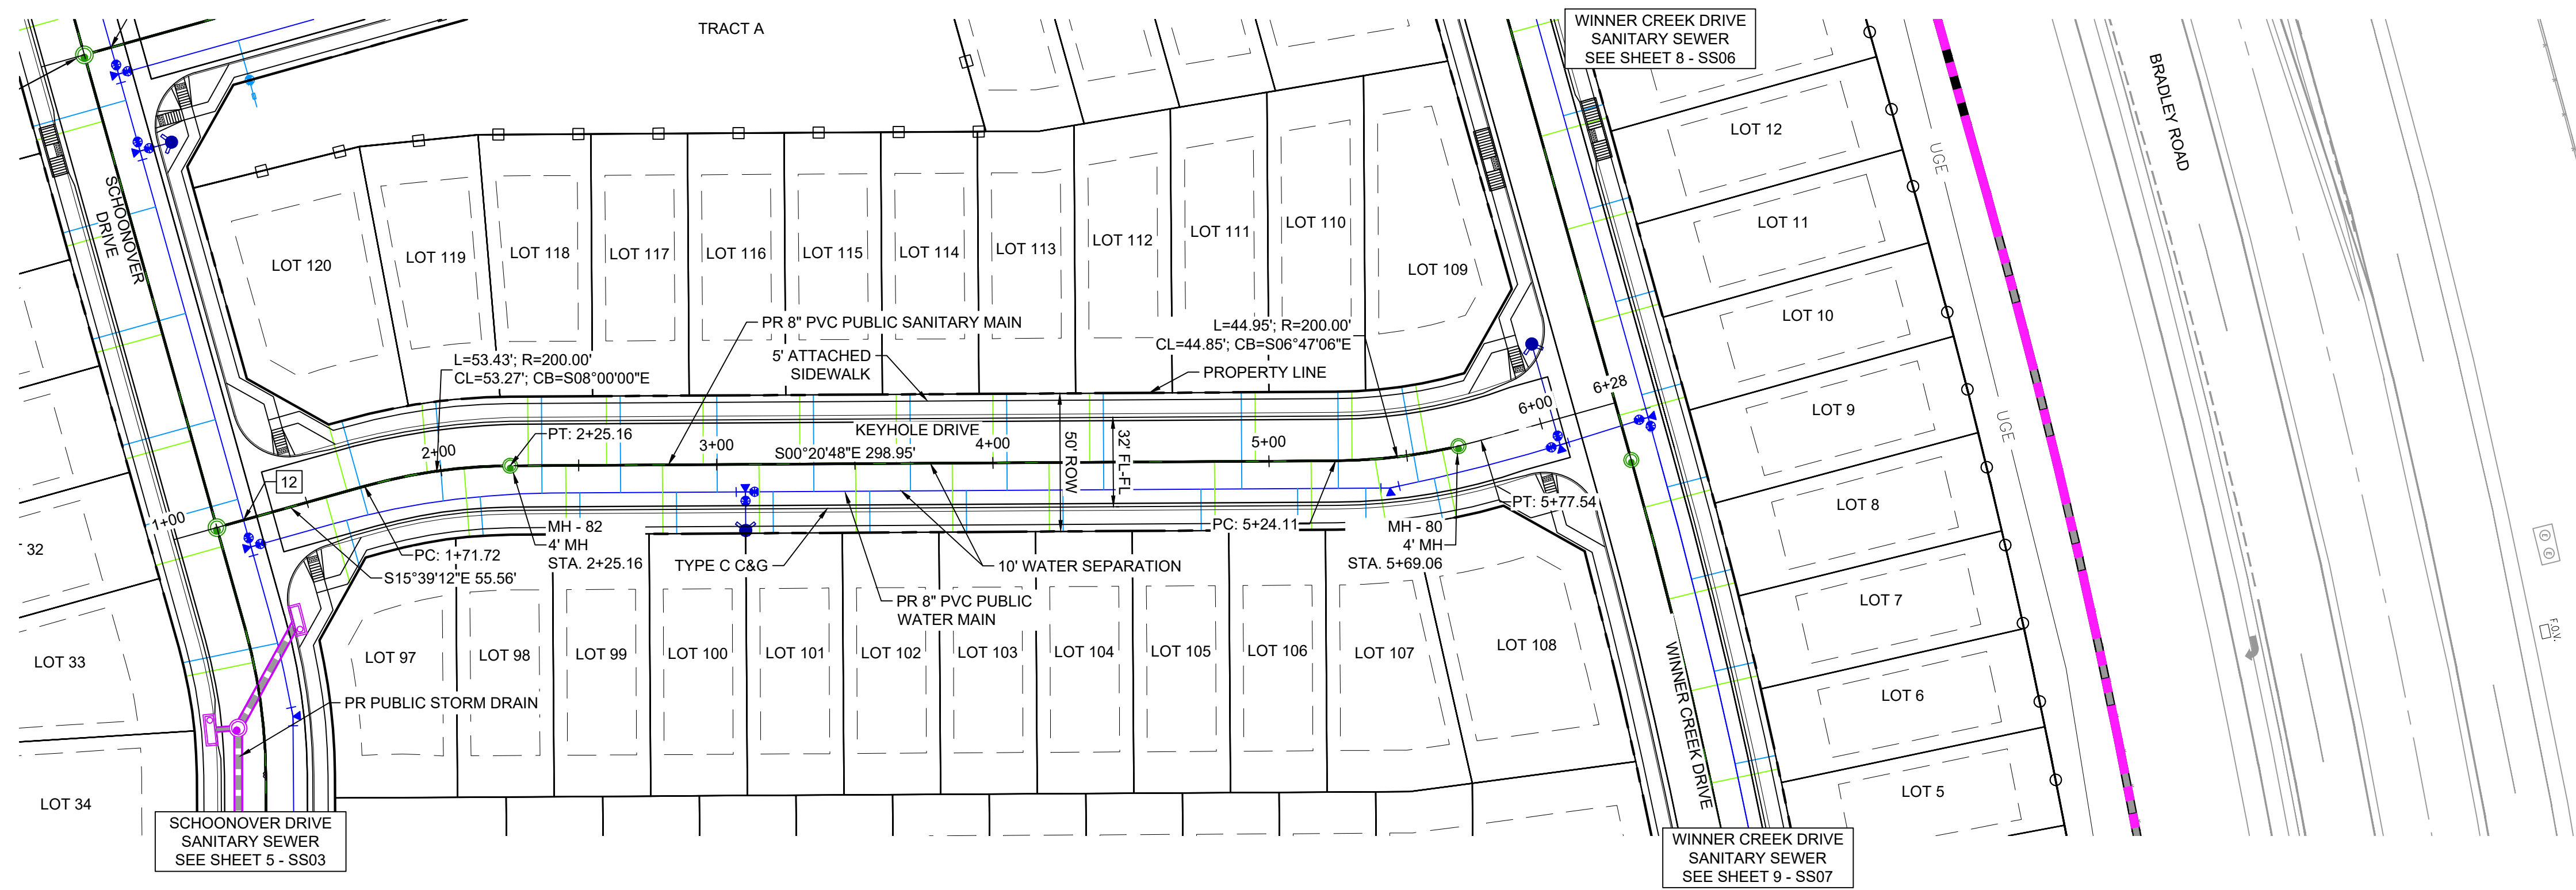 TRACT A
WINNER CREEK DRIVE
SANITARY SEWER
SEE SHEET 8 - SS06
BRADLEY ROAD
UGE
UGE
SCHOONOVER
DRIVE
LOT 120
LOT 119
LOT 118
LOT 117
LOT 116
LOT 115
LOT 114
LOT 113
LOT 112
LOT 111
LOT 110
LOT 109
LOT 12
LOT 11
LOT 10
LOT 9
LOT 8
LOT 7
LOT 6
LOT 5
PR 8" PVC PUBLIC SANITARY MAIN
5' ATTACHED
SIDEWALK
L=44.95'; R=200.00'
CL=44.85'; CB=S06°47'06"E
PROPERTY LINE
L=53.43'; R=200.00'
CL=53.27'; CB=S08°00'00"E
PT: 2+25.16
KEYHOLE DRIVE
S00°20'48"E 298.95'
1+00
2+00
3+00
4+00
5+00
6+00
6+28
50' ROW
32' FL-FL
12
PC: 1+71.72
S15°39'12"E 55.56'
MH - 82
4' MH
STA. 2+25.16
TYPE C C&G
10' WATER SEPARATION
PR 8" PVC PUBLIC
WATER MAIN
PC: 5+24.11
MH - 80
4' MH
STA. 5+69.06
PT: 5+77.54
32
LOT 33
LOT 34
LOT 97
LOT 98
LOT 99
LOT 100
LOT 101
LOT 102
LOT 103
LOT 104
LOT 105
LOT 106
LOT 107
LOT 108
PR PUBLIC STORM DRAIN
WINNER CREEK DRIVE
F.O.V.
E
E
SCHOONOVER DRIVE
SANITARY SEWER
SEE SHEET 5 - SS03
WINNER CREEK DRIVE
SANITARY SEWER
SEE SHEET 9 - SS07